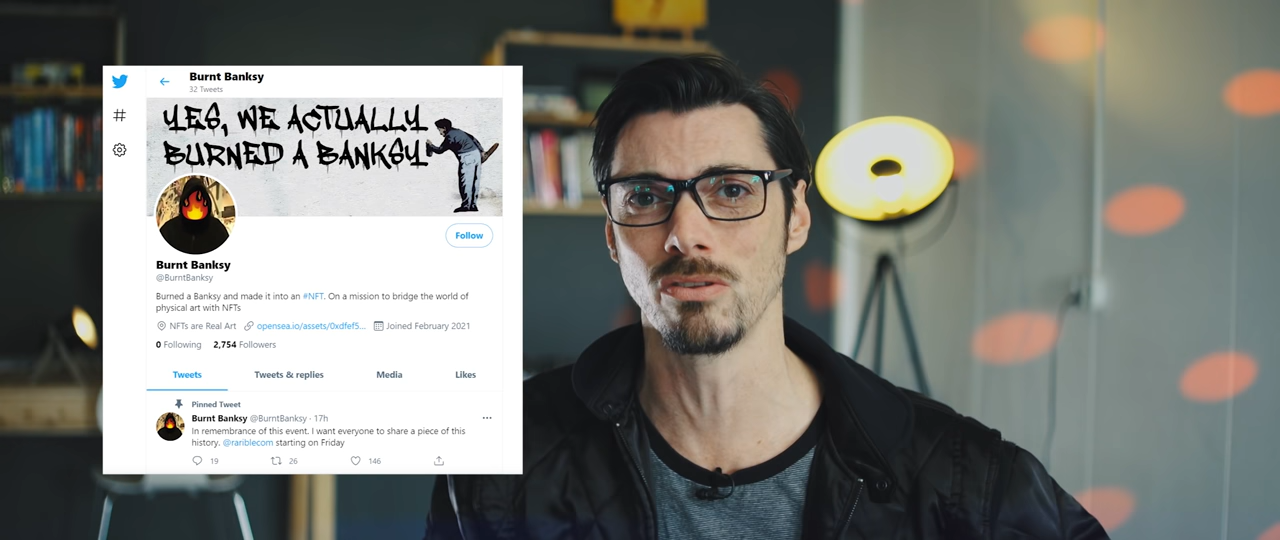 Burnt Banksy
32 Tweets
YES, WE ACTUALLY
BURNED A BANKSY
Follow
Burnt Banksy
@BurntBanksy
Burned a Banksy and made it into an #NFT. On a mission to bridge the world of
physical art with NFTs
NFTs are Real Art opensea.io/assets/0xdfef5... Joined February 2021
0 Following 2,754 Followers
Tweets Tweets & replies Media Likes
Pinned Tweet
Burnt Banksy @BurntBanksy · 17h
In remembrance of this event. I want everyone to share a piece of this
history. @rariblecom starting on Friday
19 26 146